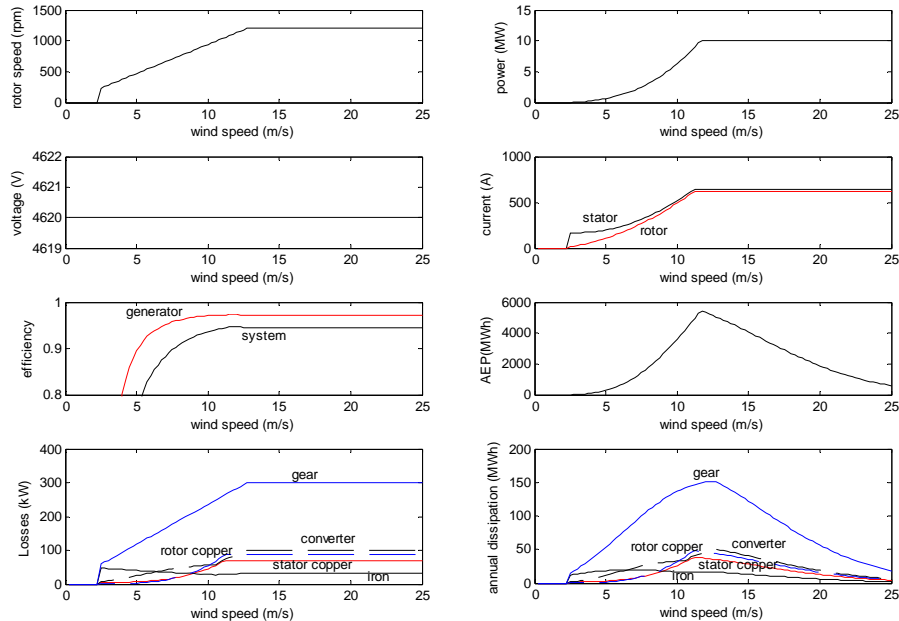 rotor speed (rpm)
1500
1000
500
0
0 5 10 15 20 25
wind speed (m/s)
power (MW)
15
10
5
0
0 5 10 15 20 25
wind speed (m/s)
voltage (V)
4622
4621
4620
4619
0 5 10 15 20 25
wind speed (m/s)
current (A)
1000
500
0
stator
rotor
0 5 10 15 20 25
wind speed (m/s)
efficiency
1
0.9
0.8
generator
system
0 5 10 15 20 25
wind speed (m/s)
AEP(MWh)
6000
4000
2000
0
0 5 10 15 20 25
wind speed (m/s)
Losses (kW)
400
300
200
100
0
gear
rotor copper
converter
stator copper
Iron
0 5 10 15 20 25
wind speed (m/s)
annual dissipation (MWh)
200
150
100
50
0
gear
rotor copper
converter
stator copper
Iron
0 5 10 15 20 25
wind speed (m/s)